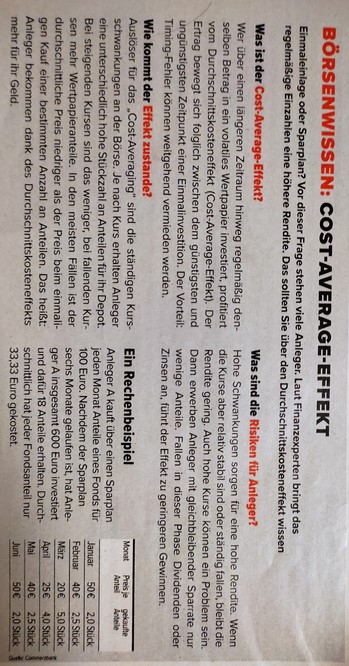 BÖRSENWISSEN: COST-AVERAGE-EFFEKT
Einmaleinlage oder Sparplan? Vor dieser Frage stehen viele Anleger. Laut Finanzexperten bringt das
regelmäßige Einzahlen eine höhere Rendite. Das sollten Sie über den Durchschnittskosteneffekt wissen
Was ist der Cost-Average-Effekt?
Wer über einen längeren Zeitraum hinweg regelmäßig den-
selben Betrag in ein volatiles Wertpapier investiert, profitiert
vom Durchschnittskosteneffekt (Cost-Average-Effekt). Der
Ertrag bewegt sich folglich zwischen dem günstigsten und
ungünstigsten Zeitpunkt einer Einmalinvestition. Der Vorteil:
Timing-Fehler können weitgehend vermieden werden.
Wie kommt der Effekt zustande?
Auslöser für das „Cost-Averaging“ sind die ständigen Kurs-
schwankungen an der Börse. Je nach Kurs erhalten Anleger
eine unterschiedlich hohe Stückzahl an Anteilen für ihr Depot.
Bei steigenden Kursen sind das weniger, bei fallenden Kur-
sen mehr Wertpapieranteile. In den meisten Fällen ist der
durchschnittliche Preis niedriger als der Preis beim einmali-
gen Kauf einer bestimmten Anzahl an Anteilen. Das heißt:
Anleger bekommen dank des Durchschnittskosteneffekts
mehr für ihr Geld.
Was sind die Risiken für Anleger?
Hohe Schwankungen sorgen für eine hohe Rendite. Wenn
die Kurse aber relativ stabil sind oder ständig fallen, bleibt die
Rendite gering. Auch hohe Kurse können ein Problem sein.
Dann erwerben Anleger mit gleichbleibender Sparrate nur
wenige Anteile. Fallen in dieser Phase Dividenden oder
Zinsen an, führt der Effekt zu geringeren Gewinnen.
Ein Rechenbeispiel
Anleger A kauft über einen Sparplan
jeden Monat Anteile eines Fonds für
100 Euro. Nachdem der Sparplan
sechs Monate gelaufen ist, hat Anle-
ger A insgesamt 600 Euro investiert
und dafür 18 Anteile erhalten. Durch-
schnittlich hat jeder Fondsanteil nur
33,33 Euro gekostet.
Monat Preis je Anteil gekaufte Anteile
Januar 50 € 2,0 Stück
Februar 40 € 2,5 Stück
März 20 € 5,0 Stück
April 25 € 4,0 Stück
Mai 40 € 2,5 Stück
Juni 50 € 2,0 Stück